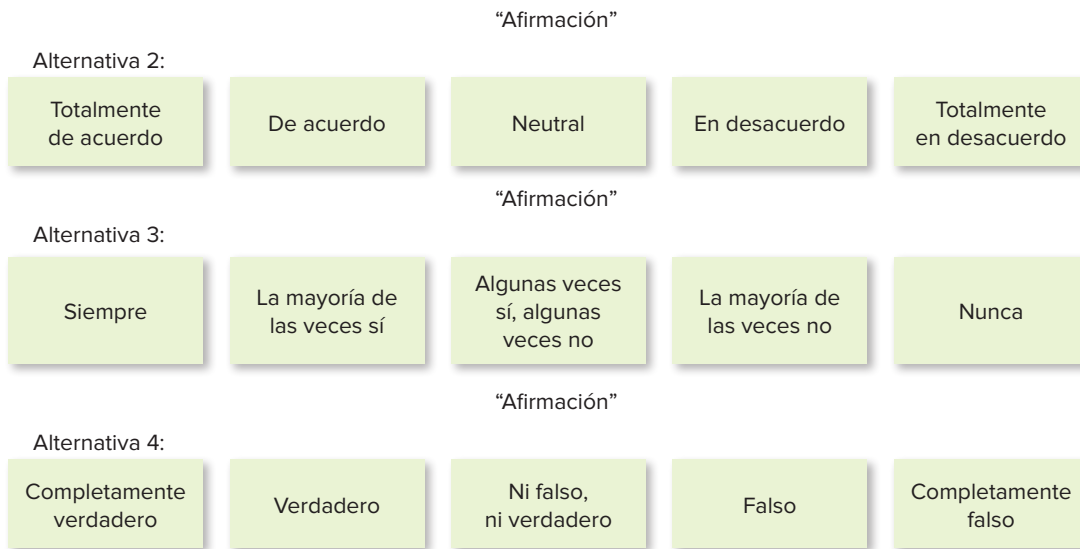 “Afirmación”
Alternativa 2:
Totalmente
de acuerdo
De acuerdo
Neutral
En desacuerdo
Totalmente
en desacuerdo
“Afirmación”
Alternativa 3:
Siempre
La mayoría de
las veces sí
Algunas veces
sí, algunas
veces no
La mayoría de
las veces no
Nunca
“Afirmación”
Alternativa 4:
Completamente
verdadero
Verdadero
Ni falso,
ni verdadero
Falso
Completamente
falso